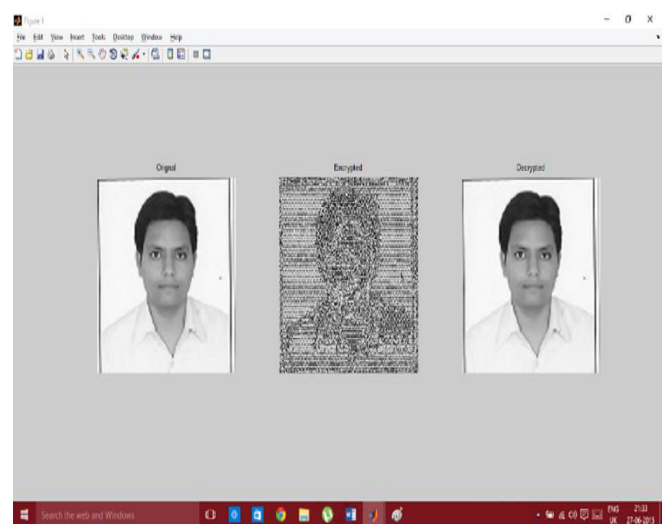 Figure 1
File Edit View Insert Tools Desktop Window Help
Orignal
Encrypted
Decrypted
Search the web and Windows
ENG 21:33
UK 27-06-2015